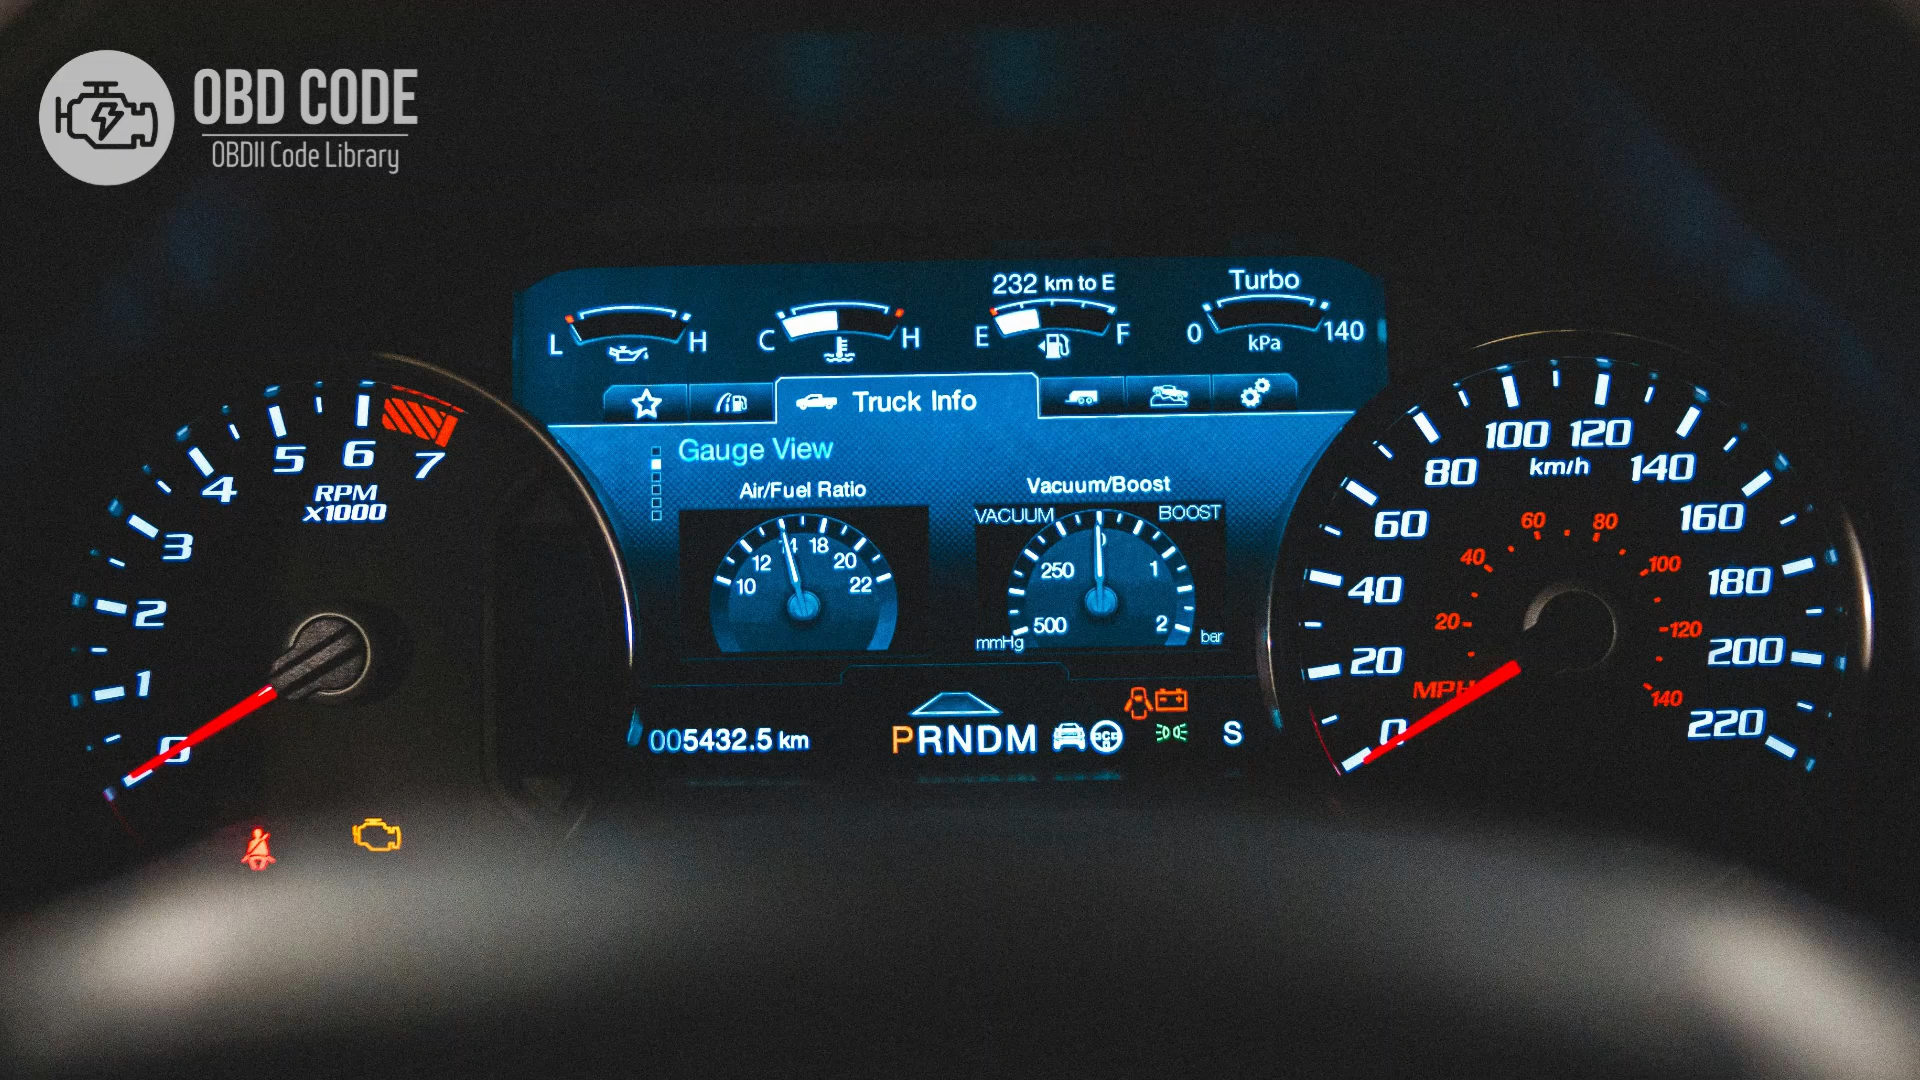 OBD CODE
OBDII Code Library
232 km to E
Turbo
L H
C H
E F
0 140
kPa
Truck Info
Gauge View
Air/Fuel Ratio
10 12 14 18 20 22
Vacuum/Boost
VACUUM BOOST
500 250 0 1 2
mmHg bar
0 1 2 3 4 5 6 7
RPM
X1000
005432.5 km
PRNDM
S
0 20 40 60 80 100 120 140 160 180 200 220
km/h
20 40 60 80 100 120 140
MPH